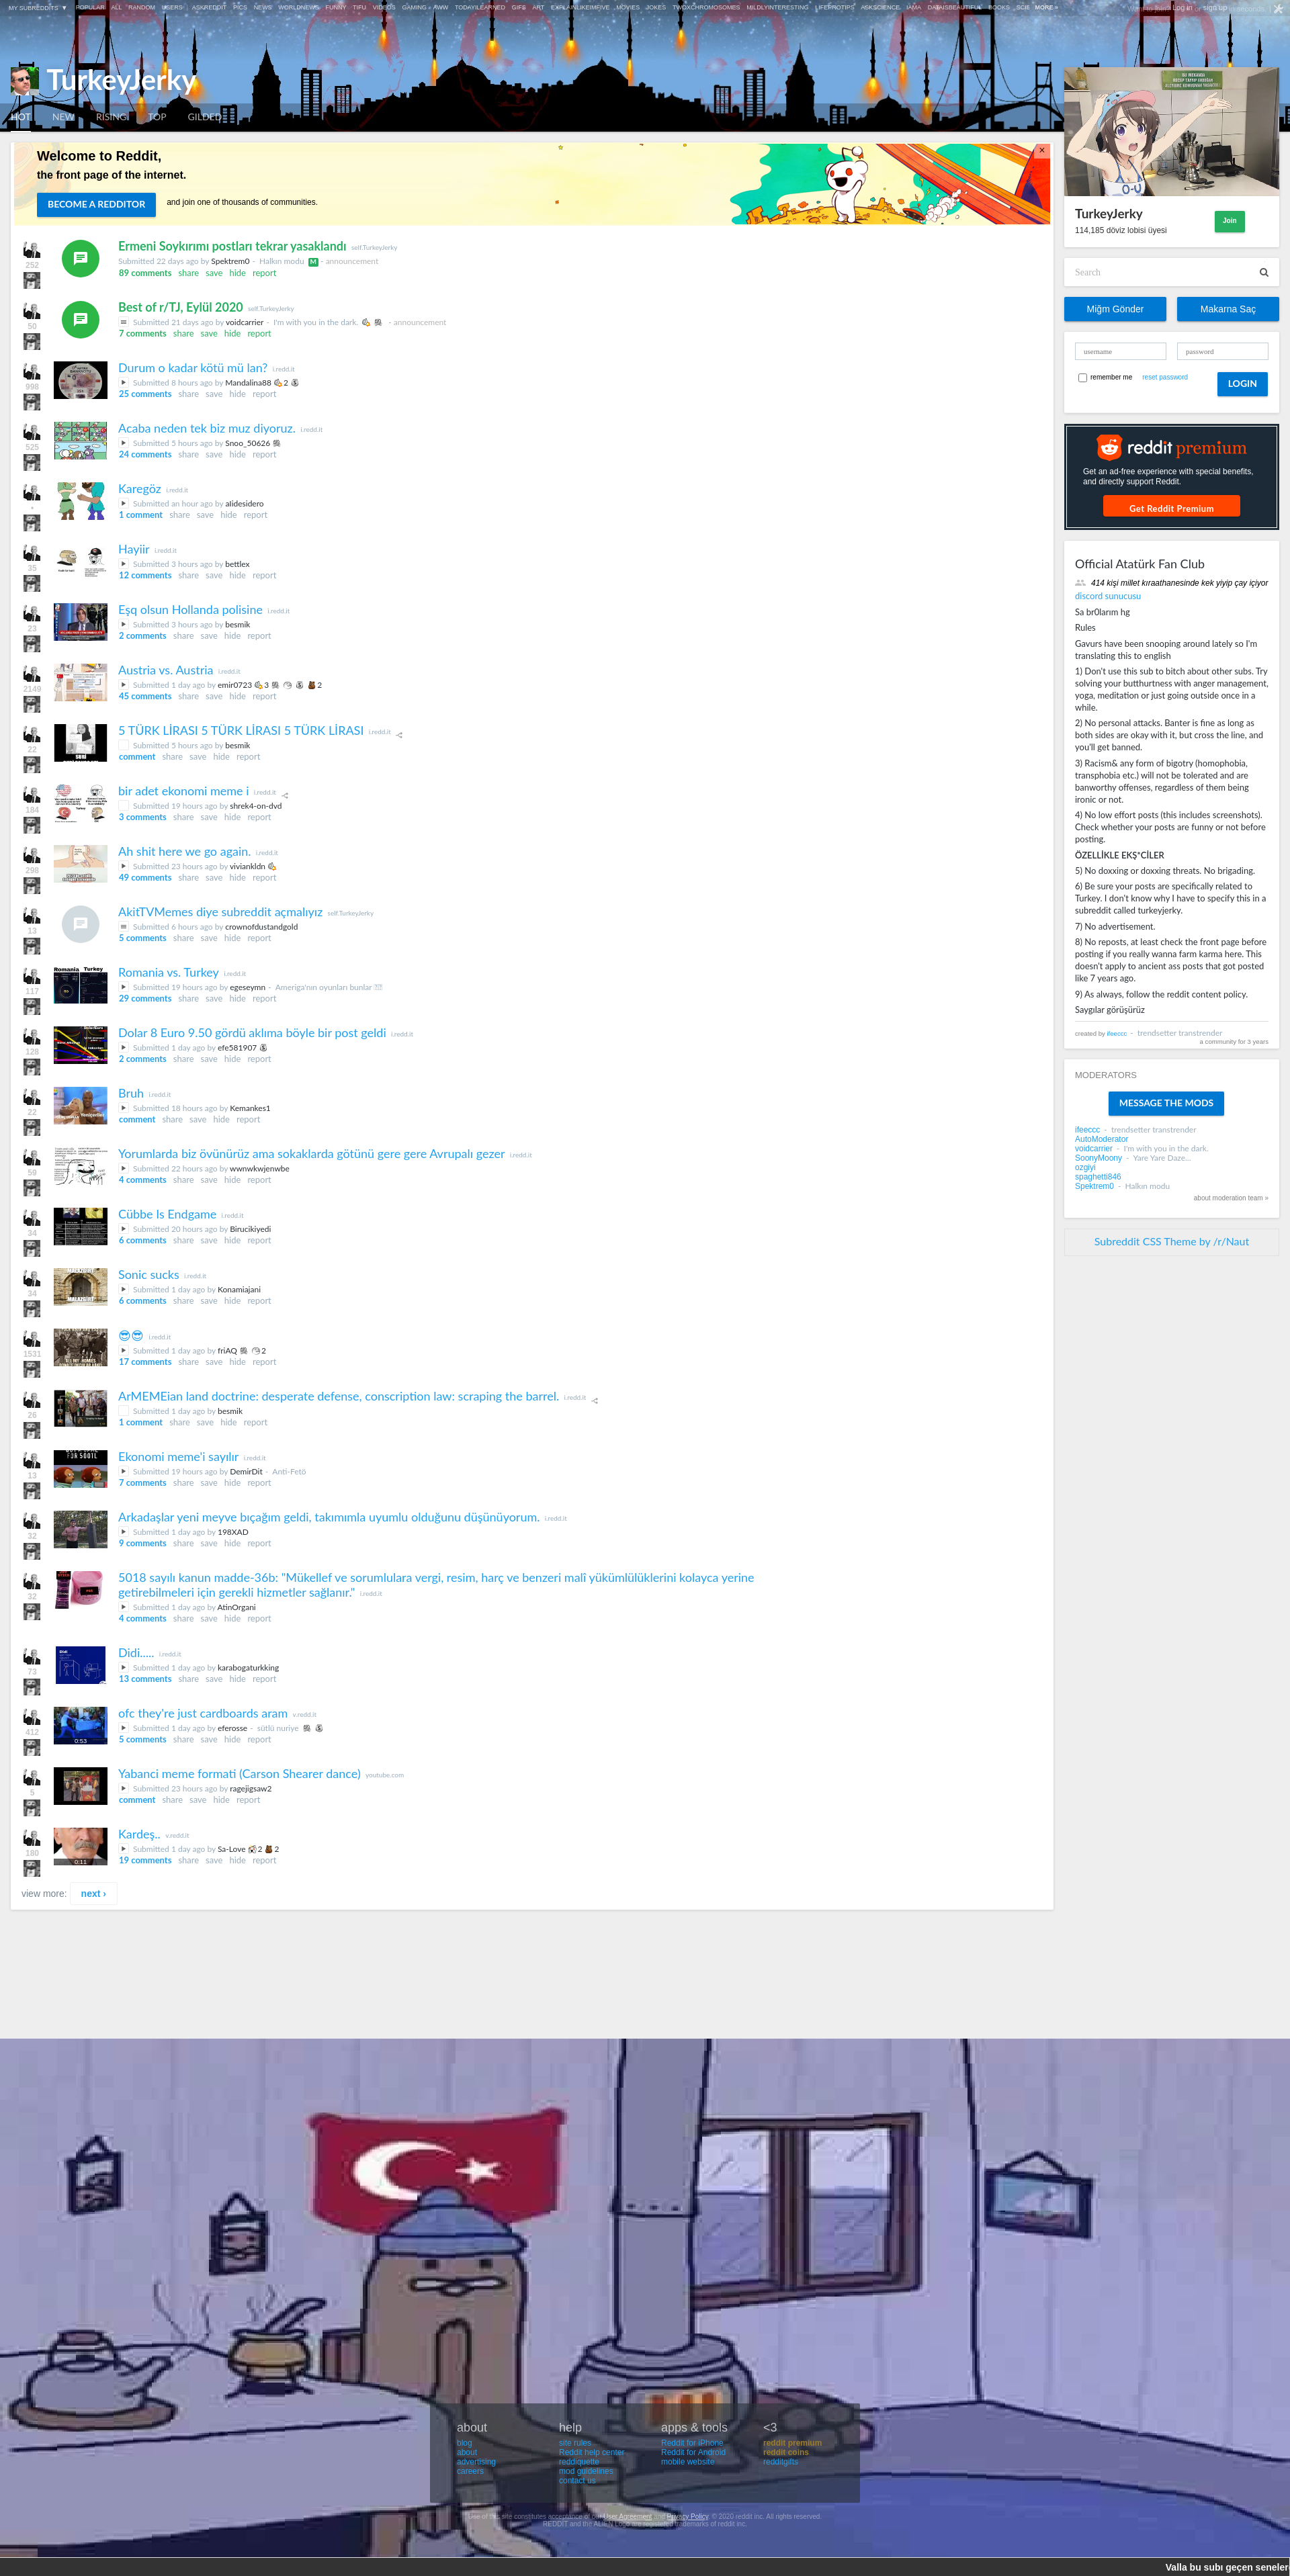 MY SUBREDDITS ▼ POPULAR ALL RANDOM USERS ASKREDDIT PICS NEWS WORLDNEWS FUNNY TIFU VIDEOS GAMING AWW TODAYILEARNED GIFS ART EXPLAINLIKEIMFIVE MOVIES JOKES TWOXCHROMOSOMES MILDLYINTERESTING LIFEPROTIPS ASKSCIENCE IAMA DATAISBEAUTIFUL BOOKS MORE »
Log in sign up
TurkeyJerky
HOT NEW RISING TOP GILDED
Welcome to Reddit,
the front page of the internet.
BECOME A REDDITOR and join one of thousands of communities.
252
Ermeni Soykırımı postları tekrar yasaklandı self.TurkeyJerky
Submitted 22 days ago by Spektrem0 - Halkın modu M - announcement
89 comments share save hide report
50
Best of r/TJ, Eylül 2020 self.TurkeyJerky
Submitted 21 days ago by voidcarrier - I'm with you in the dark. - announcement
7 comments share save hide report
998
Durum o kadar kötü mü lan? i.redd.it
Submitted 8 hours ago by Mandalina88 2
25 comments share save hide report
525
Acaba neden tek biz muz diyoruz. i.redd.it
Submitted 5 hours ago by Snoo_50626
24 comments share save hide report
•
Karegöz i.redd.it
Submitted an hour ago by alidesidero
1 comment share save hide report
35
Hayiir i.redd.it
Submitted 3 hours ago by bettlex
12 comments share save hide report
23
Eşq olsun Hollanda polisine i.redd.it
Submitted 3 hours ago by besmik
2 comments share save hide report
2149
Austria vs. Austria i.redd.it
Submitted 1 day ago by emir0723 3 2
45 comments share save hide report
22
5 TÜRK LİRASI 5 TÜRK LİRASI 5 TÜRK LİRASI i.redd.it
Submitted 5 hours ago by besmik
comment share save hide report
184
bir adet ekonomi meme i i.redd.it
Submitted 19 hours ago by shrek4-on-dvd
3 comments share save hide report
298
Ah shit here we go again. i.redd.it
Submitted 23 hours ago by viviankldn
49 comments share save hide report
13
AkitTVMemes diye subreddit açmalıyız self.TurkeyJerky
Submitted 6 hours ago by crownofdustandgold
5 comments share save hide report
117
Romania Turkey
Romania vs. Turkey i.redd.it
Submitted 19 hours ago by egeseymn - Ameriga'nın oyunları bunlar
29 comments share save hide report
128
Dolar 8 Euro 9.50 gördü aklıma böyle bir post geldi i.redd.it
Submitted 1 day ago by efe581907
2 comments share save hide report
22
Bruh i.redd.it
Submitted 18 hours ago by Kemankes1
comment share save hide report
59
Yorumlarda biz övünürüz ama sokaklarda götünü gere gere Avrupalı gezer i.redd.it
Submitted 22 hours ago by wwnwkwjenwbe
4 comments share save hide report
34
Cübbe Is Endgame i.redd.it
Submitted 20 hours ago by Birucikiyedi
6 comments share save hide report
34
Sonic sucks i.redd.it
Submitted 1 day ago by Konamiajani
6 comments share save hide report
1531
😎😎 i.redd.it
Submitted 1 day ago by friAQ 2
17 comments share save hide report
26
ArMEMEian land doctrine: desperate defense, conscription law: scraping the barrel. i.redd.it
Submitted 1 day ago by besmik
1 comment share save hide report
13
Ekonomi meme'i sayılır i.redd.it
Submitted 19 hours ago by DemirDit - Anti-Fetö
7 comments share save hide report
32
Arkadaşlar yeni meyve bıçağım geldi, takımımla uyumlu olduğunu düşünüyorum. i.redd.it
Submitted 1 day ago by 198XAD
9 comments share save hide report
32
5018 sayılı kanun madde-36b: "Mükellef ve sorumlulara vergi, resim, harç ve benzeri mali yükümlülüklerini kolayca yerine
getirebilmeleri için gerekli hizmetler sağlanır." i.redd.it
Submitted 1 day ago by AtinOrgani
4 comments share save hide report
73
Didi..... i.redd.it
Submitted 1 day ago by karabogaturkking
13 comments share save hide report
412
0:53
ofc they're just cardboards aram v.redd.it
Submitted 1 day ago by eferosse - sütlü nuriye
5 comments share save hide report
5
Yabanci meme formati (Carson Shearer dance) youtube.com
Submitted 23 hours ago by ragejigsaw2
comment share save hide report
180
0:11
Kardeş.. v.redd.it
Submitted 1 day ago by Sa-Love 2 2
19 comments share save hide report
view more: next ›
TurkeyJerky
114,185 döviz lobisi üyesi
Join
Search
Miğm Gönder Makarna Saç
username password
remember me reset password LOGIN
reddit premium
Get an ad-free experience with special benefits,
and directly support Reddit.
Get Reddit Premium
Official Atatürk Fan Club
414 kişi millet kıraathanesinde kek yiyip çay içiyor
discord sunucusu
Sa br0larım hg
Rules
Gavurs have been snooping around lately so I'm
translating this to english
1) Don't use this sub to bitch about other subs. Try
solving your butthurtness with anger management,
yoga, meditation or just going outside once in a
while.
2) No personal attacks. Banter is fine as long as
both sides are okay with it, but cross the line, and
you'll get banned.
3) Racism& any form of bigotry (homophobia,
transphobia etc.) will not be tolerated and are
banworthy offenses, regardless of them being
ironic or not.
4) No low effort posts (this includes screenshots).
Check whether your posts are funny or not before
posting.
ÖZELLİKLE EKŞ*CİLER
5) No doxxing or doxxing threats. No brigading.
6) Be sure your posts are specifically related to
Turkey. I don't know why I have to specify this in a
subreddit called turkeyjerky.
7) No advertisement.
8) No reposts, at least check the front page before
posting if you really wanna farm karma here. This
doesn't apply to ancient ass posts that got posted
like 7 years ago.
9) As always, follow the reddit content policy.
Saygılar görüşürüz
created by ifeeccc - trendsetter transtrender
a community for 3 years
MODERATORS
MESSAGE THE MODS
ifeeccc - trendsetter transtrender
AutoModerator
voidcarrier - I'm with you in the dark.
SoonyMoony - Yare Yare Daze...
ozgiyi
spaghetti846
Spektrem0 - Halkın modu
about moderation team »
Subreddit CSS Theme by /r/Naut
about
blog
about
advertising
careers
help
site rules
Reddit help center
reddiquette
mod guidelines
contact us
apps & tools
Reddit for iPhone
Reddit for Android
mobile website
<3
reddit premium
reddit coins
redditgifts
Use of this site constitutes acceptance of our User Agreement and Privacy Policy. © 2020 reddit inc. All rights reserved.
REDDIT and the ALIEN Logo are registered trademarks of reddit inc.
Valla bu subı geçen seneler